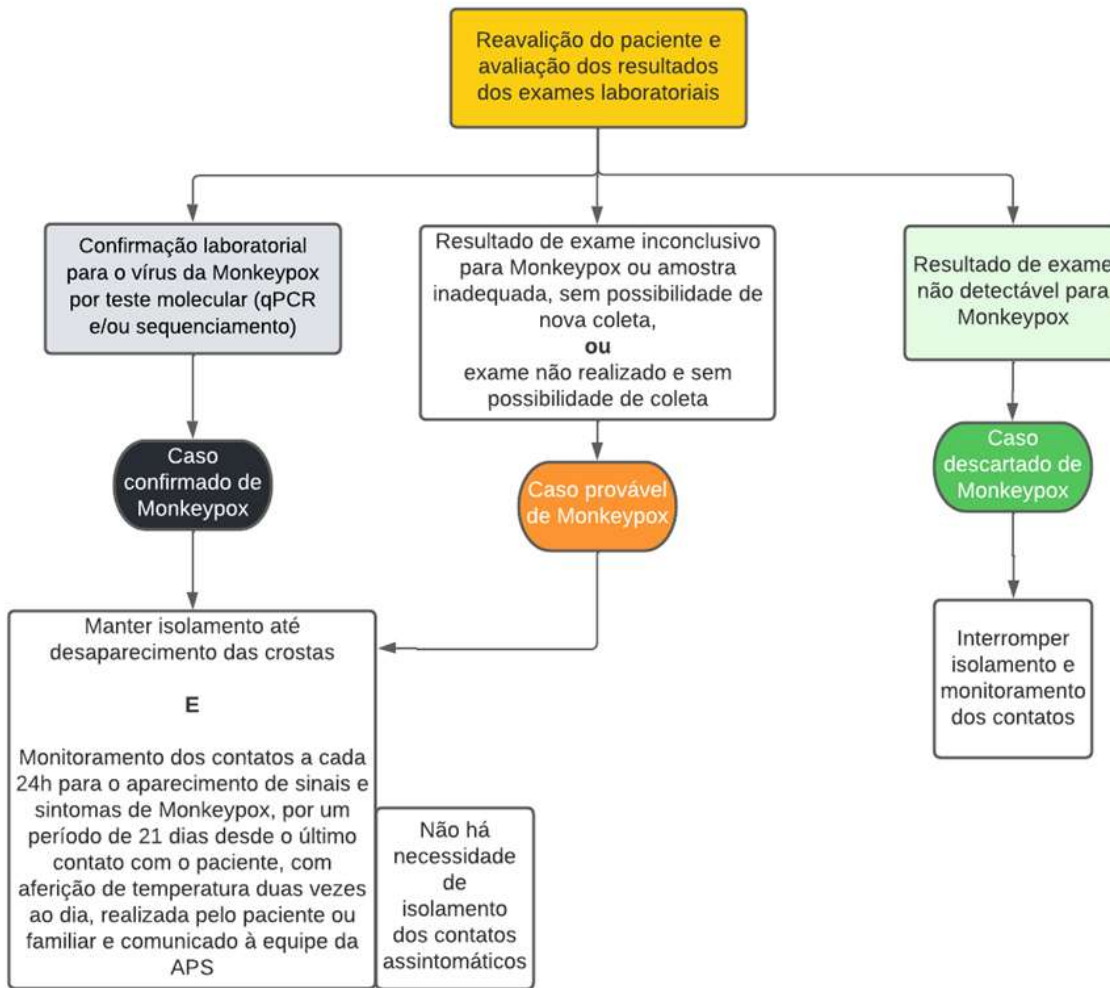 Reavalição do paciente e
avaliação dos resultados
dos exames laboratoriais
Confirmação laboratorial
para o vírus da Monkeypox
por teste molecular (qPCR
e/ou sequenciamento)
Resultado de exame inconclusivo
para Monkeypox ou amostra
inadequada, sem possibilidade de
nova coleta,
ou
exame não realizado e sem
possibilidade de coleta
Resultado de exame
não detectável para
Monkeypox
Caso
confirmado de
Monkeypox
Caso provável
de Monkeypox
Caso
descartado de
Monkeypox
Manter isolamento até
desaparecimento das crostas
E
Monitoramento dos contatos a cada
24h para o aparecimento de sinais e
sintomas de Monkeypox, por um
período de 21 dias desde o último
contato com o paciente, com
aferição de temperatura duas vezes
ao dia, realizada pelo paciente ou
familiar e comunicado à equipe da
APS
Não há
necessidade
de
isolamento
dos contatos
assintomáticos
Interromper
isolamento e
monitoramento
dos contatos